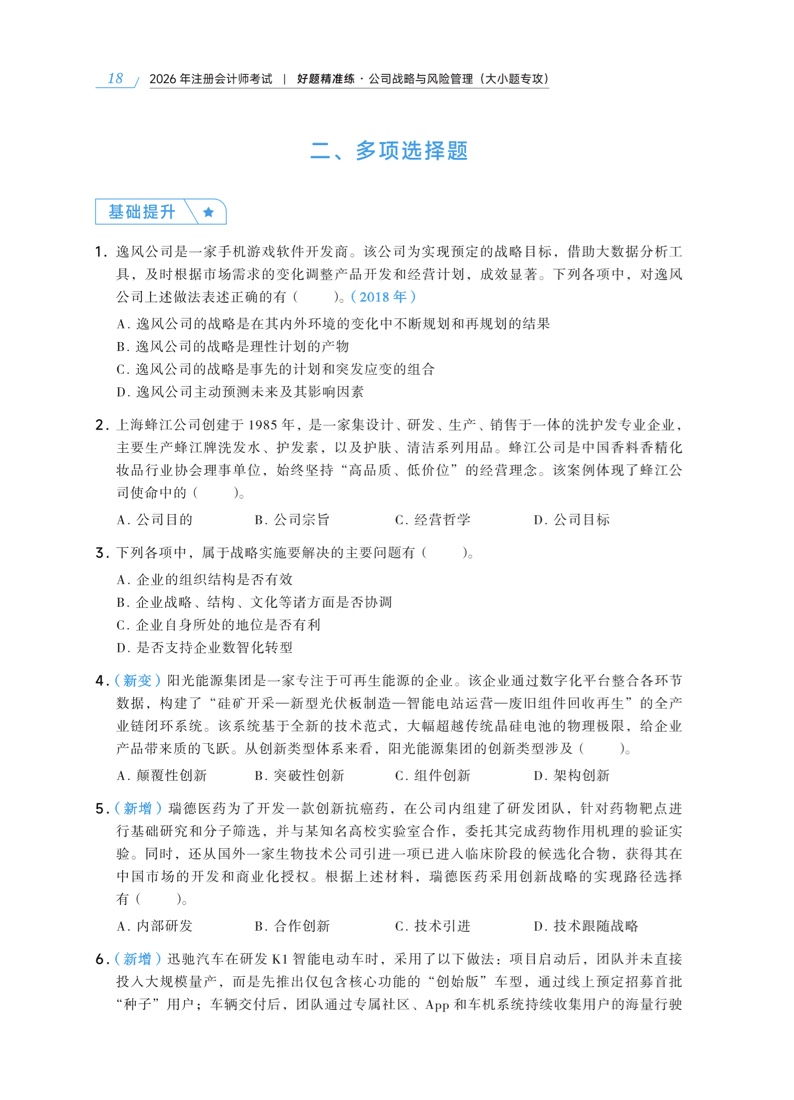 18 2026 年注册会计师考试 | 好题精准练·公司战略与风险管理（大小题专攻）
二、多项选择题
基础提升 ★
1. 逸风公司是一家手机游戏软件开发商。该公司为实现预定的战略目标，借助大数据分析工
具，及时根据市场需求的变化调整产品开发和经营计划，成效显著。下列各项中，对逸风
公司上述做法表述正确的有（　　）。（2018 年）
A. 逸风公司的战略是在其内外环境的变化中不断规划和再规划的结果
B. 逸风公司的战略是理性计划的产物
C. 逸风公司的战略是事先的计划和突发应变的组合
D. 逸风公司主动预测未来及其影响因素
2. 上海蜂江公司创建于 1985 年，是一家集设计、研发、生产、销售于一体的洗护发专业企业，
主要生产蜂江牌洗发水、护发素，以及护肤、清洁系列用品。蜂江公司是中国香料香精化
妆品行业协会理事单位，始终坚持“高品质、低价位”的经营理念。该案例体现了蜂江公
司使命中的（　　）。
A. 公司目的 B. 公司宗旨 C. 经营哲学 D. 公司目标
3. 下列各项中，属于战略实施要解决的主要问题有（　　）。
A. 企业的组织结构是否有效
B. 企业战略、结构、文化等诸方面是否协调
C. 企业自身所处的地位是否有利
D. 是否支持企业数智化转型
4.（新变）阳光能源集团是一家专注于可再生能源的企业。该企业通过数字化平台整合各环节
数据，构建了“硅矿开采—新型光伏板制造—智能电站运营—废旧组件回收再生”的全产
业链闭环系统。该系统基于全新的技术范式，大幅超越传统晶硅电池的物理极限，给企业
产品带来质的飞跃。从创新类型体系来看，阳光能源集团的创新类型涉及（　　）。
A. 颠覆性创新 B. 突破性创新 C. 组件创新 D. 架构创新
5.（新增）瑞德医药为了开发一款创新抗癌药，在公司内组建了研发团队，针对药物靶点进
行基础研究和分子筛选，并与某知名高校实验室合作，委托其完成药物作用机理的验证实
验。同时，还从国外一家生物技术公司引进一项已进入临床阶段的候选化合物，获得其在
中国市场的开发和商业化授权。根据上述材料，瑞德医药采用创新战略的实现路径选择
有（　　）。
A. 内部研发 B. 合作创新 C. 技术引进 D. 技术跟随战略
6.（新增）迅驰汽车在研发 K1 智能电动车时，采用了以下做法：项目启动后，团队并未直接
投入大规模量产，而是先推出仅包含核心功能的“创始版”车型，通过线上预定招募首批
“种子”用户；车辆交付后，团队通过专属社区、App 和车机系统持续收集用户的海量行驶